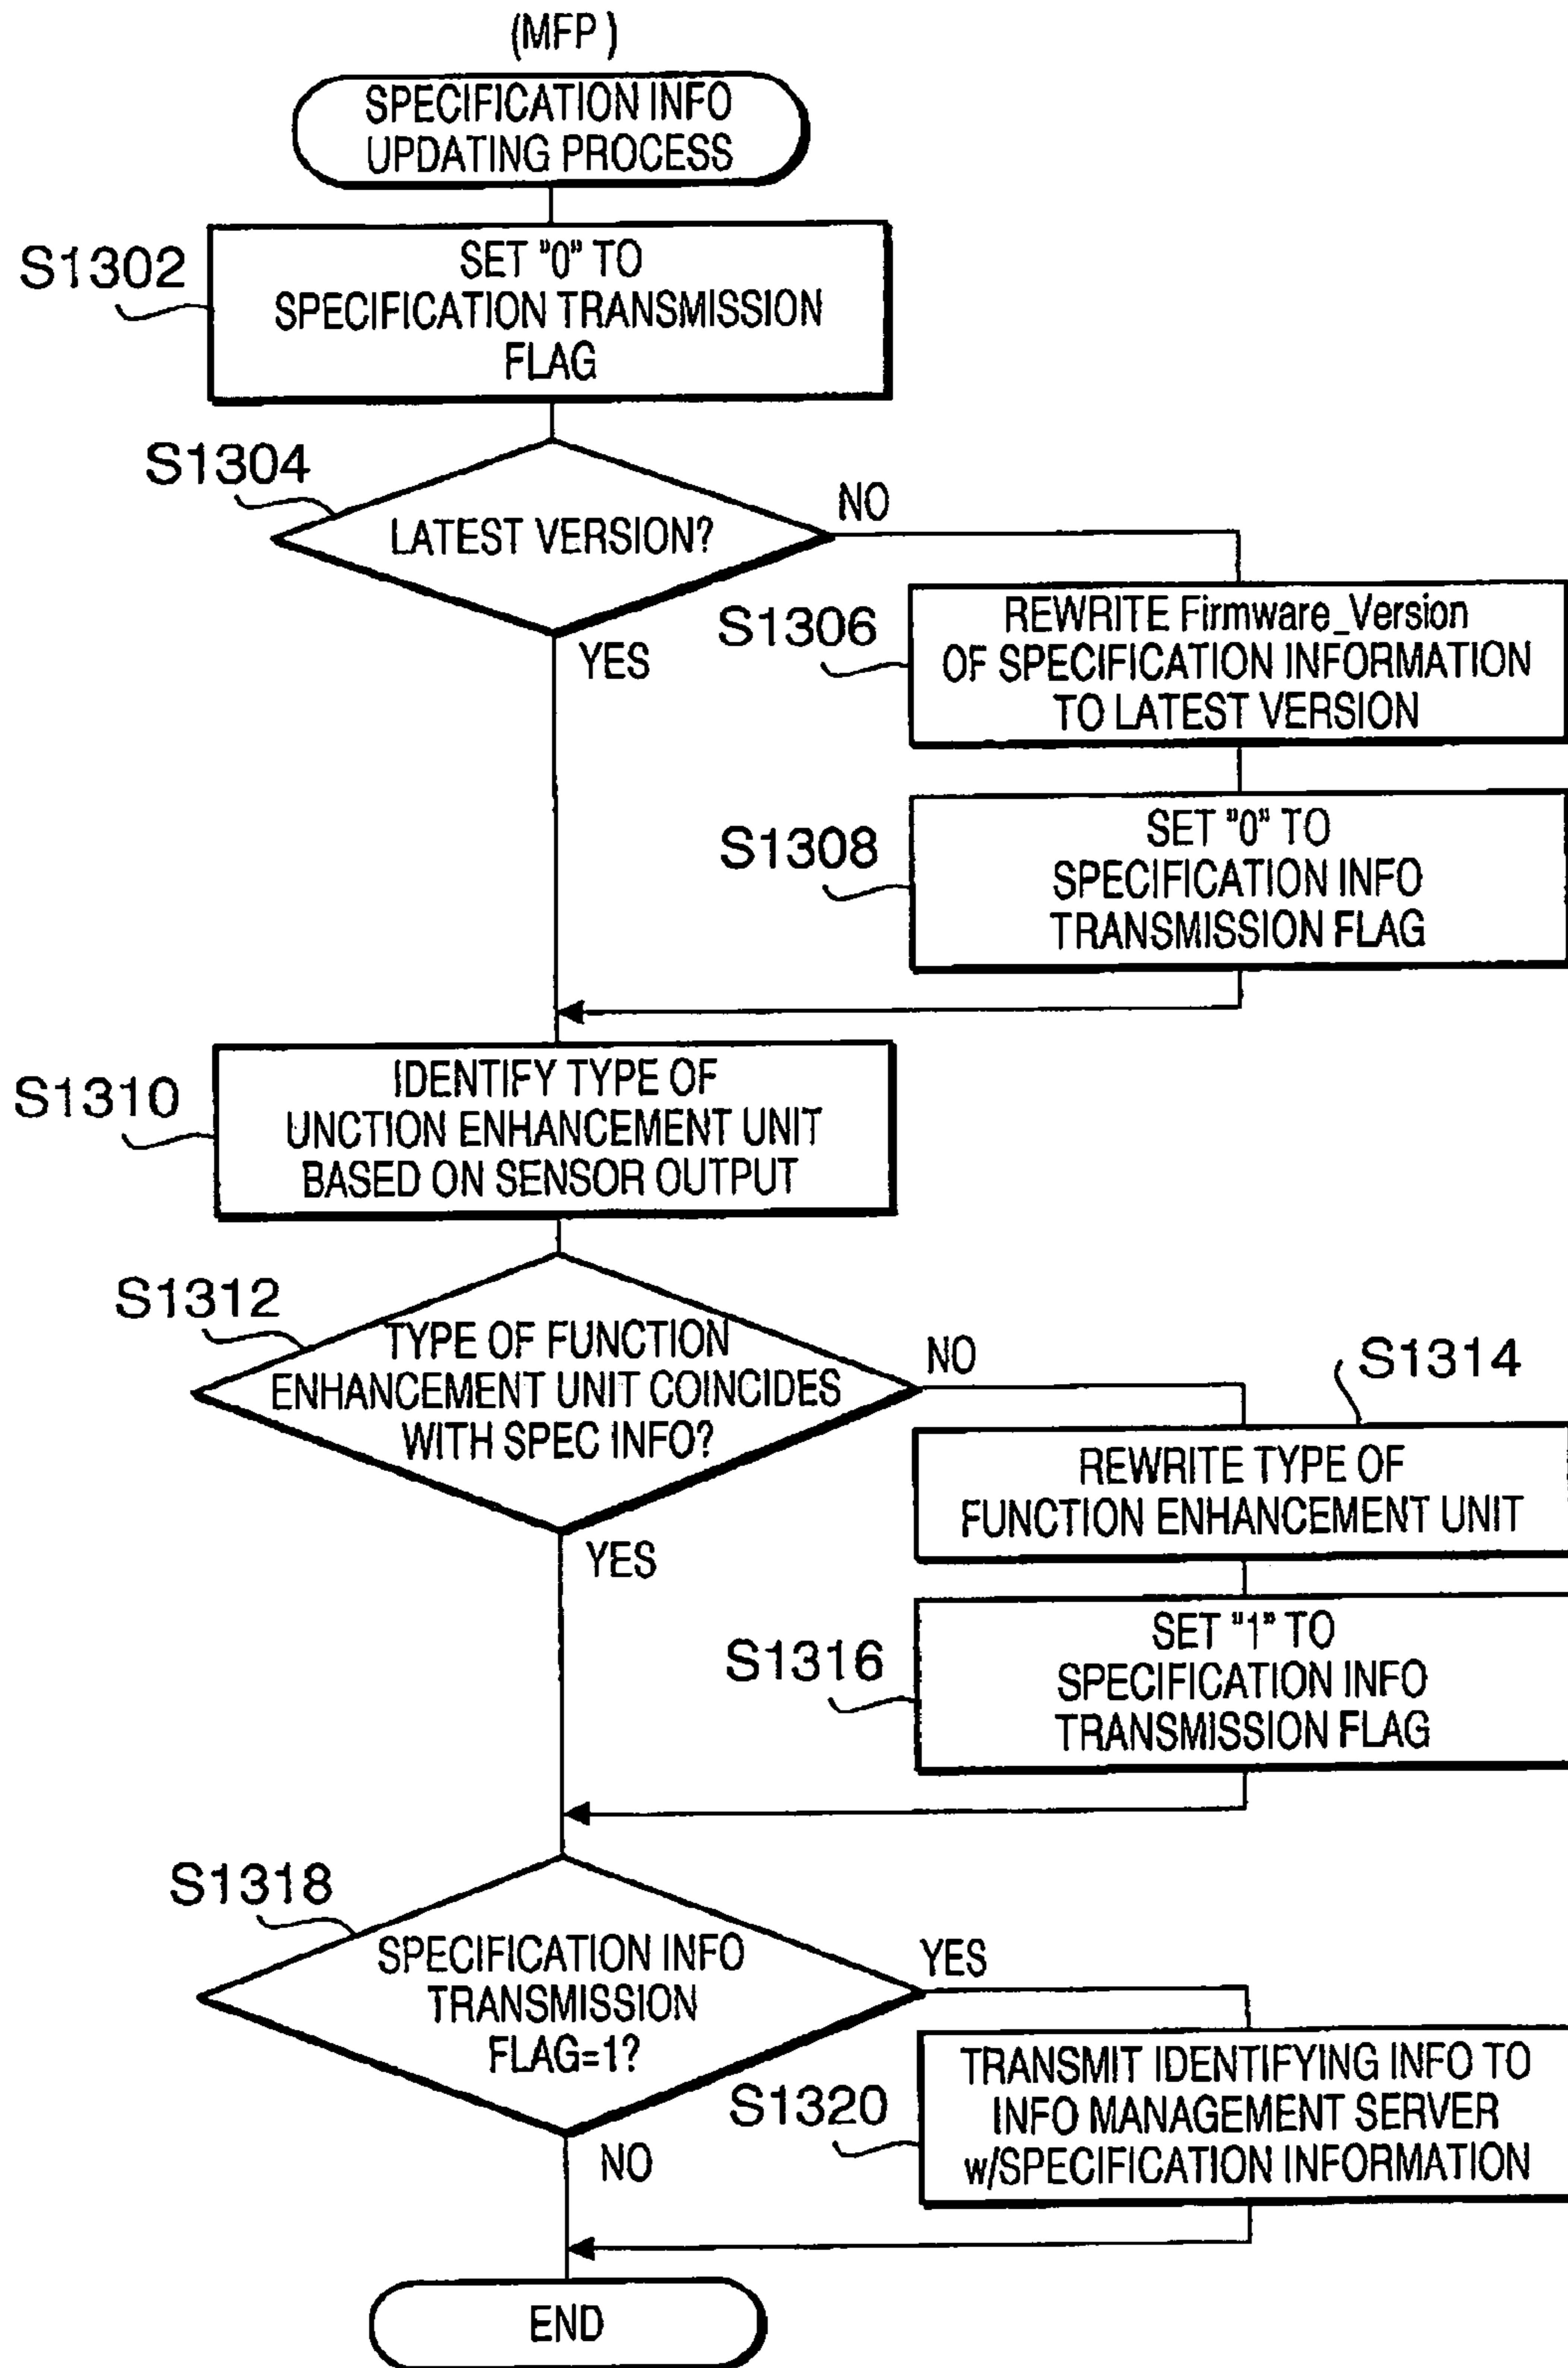 (MFP)
SPECIFICATION INFO
UPDATING PROCESS
S1302
SET "0" TO
SPECIFICATION TRANSMISSION
FLAG
S1304
LATEST VERSION?
NO
YES
S1306
REWRITE Firmware_Version
OF SPECIFICATION INFORMATION
TO LATEST VERSION
S1308
SET "0" TO
SPECIFICATION INFO
TRANSMISSION FLAG
S1310
IDENTIFY TYPE OF
UNCTION ENHANCEMENT UNIT
BASED ON SENSOR OUTPUT
S1312
TYPE OF FUNCTION
ENHANCEMENT UNIT COINCIDES
WITH SPEC INFO?
NO
YES
S1314
REWRITE TYPE OF
FUNCTION ENHANCEMENT UNIT
S1316
SET "1" TO
SPECIFICATION INFO
TRANSMISSION FLAG
S1318
SPECIFICATION INFO
TRANSMISSION
FLAG=1?
YES
NO
S1320
TRANSMIT IDENTIFYING INFO TO
INFO MANAGEMENT SERVER
w/SPECIFICATION INFORMATION
END